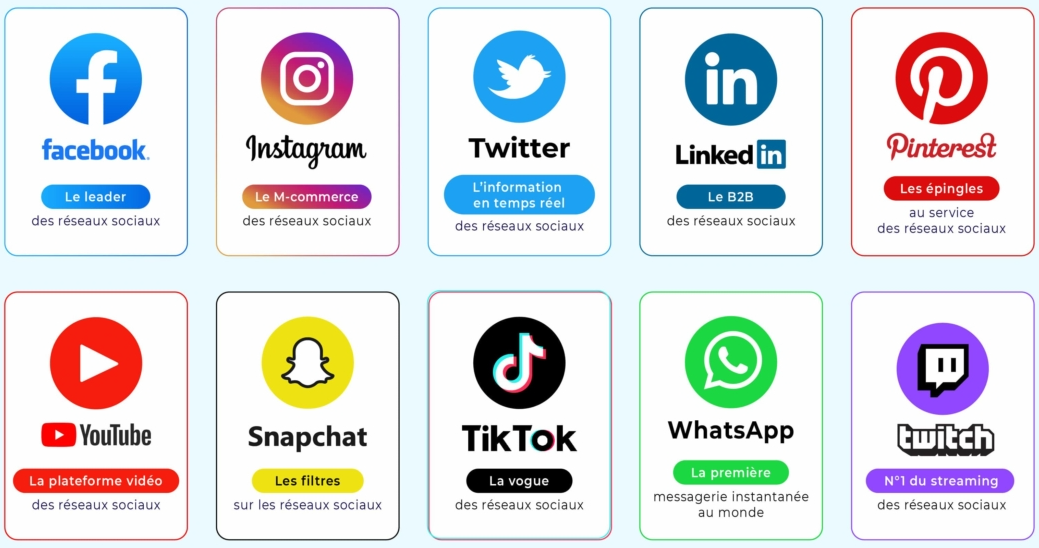 facebook.
Le leader
des réseaux sociaux
Instagram
Le M-commerce
des réseaux sociaux
Twitter
L'information
en temps réel
des réseaux sociaux
in
Linked in
Le B2B
des réseaux sociaux
Pinterest
Les épingles
au service
des réseaux sociaux
YouTube
La plateforme vidéo
des réseaux sociaux
Snapchat
Les filtres
sur les réseaux sociaux
TikTok
La vogue
des réseaux sociaux
WhatsApp
La première
messagerie instantanée
au monde
twitch
N°1 du streaming
des réseaux sociaux